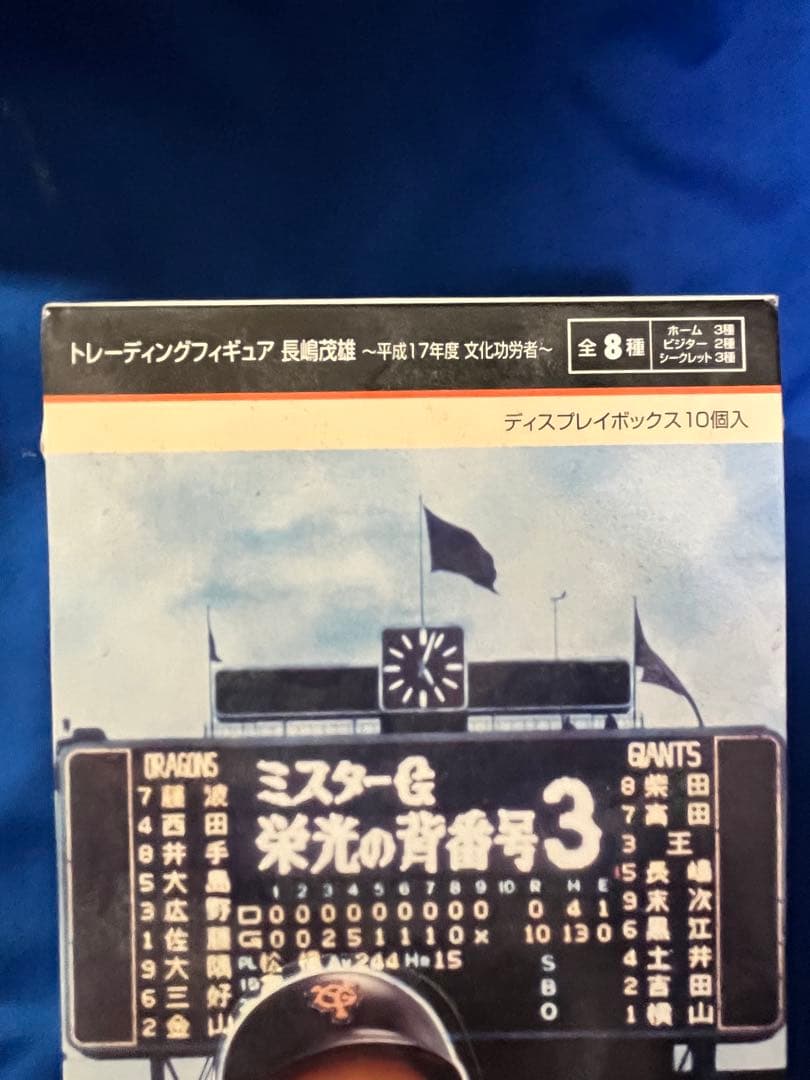 トレーディングフィギュア 長嶋茂雄 〜平成17年度 文化功労者〜
全8種
ホーム 3種
ビジター 2種
シークレット 3種
ディスプレイボックス10個入
DRAGONS
7 藤 波
4 西 田
8 井 手
5 大 島
3 広 野
1 佐 藤
9 大 隅
6 三 好
2 金 山
ミスターG
栄光の背番号3
1 2 3 4 5 6 7 8 9 10 R H E
D 0 0 0 0 0 0 0 0 0 0 4 1
G 0 0 2 5 1 1 1 0 x 10 13 0
Av 244 HR 15
S
B
O
GIANTS
8 柴 田
7 高 田
3 王
5 長 嶋
9 末 次
6 黒 江
4 土 井
2 吉 田
1 横 山